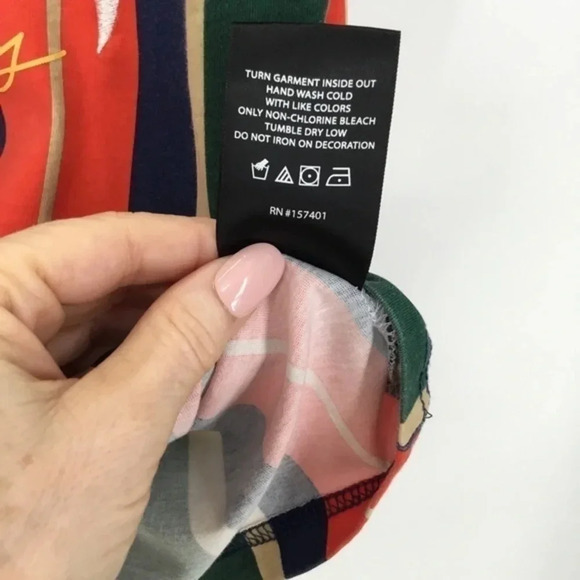 TURN GARMENT INSIDE OUT
HAND WASH COLD
WITH LIKE COLORS
ONLY NON-CHLORINE BLEACH
TUMBLE DRY LOW
DO NOT IRON ON DECORATION
RN #157401